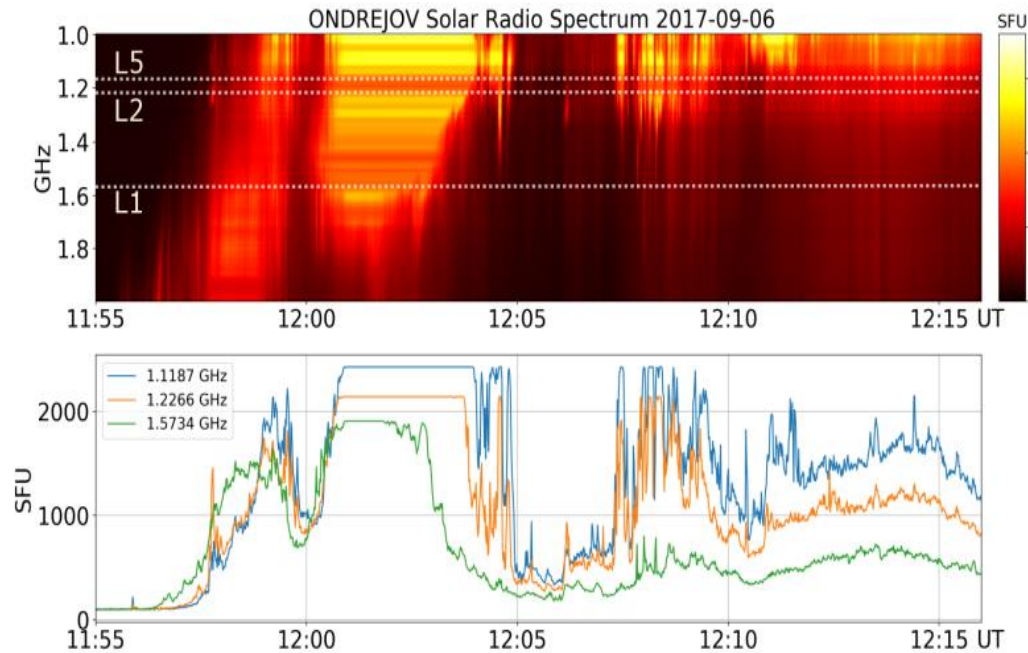 ONDREJOV Solar Radio Spectrum 2017-09-06
SFU
GHz
1.0
1.2
1.4
1.6
1.8
L5
L2
L1
11:55 12:00 12:05 12:10 12:15 UT
SFU
2000
1000
0
1.1187 GHz
1.2266 GHz
1.5734 GHz
11:55 12:00 12:05 12:10 12:15 UT